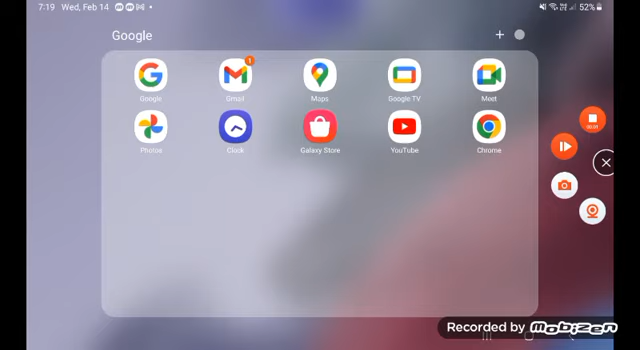 7:19 Wed, Feb 14
52%
Google
1
Google Gmail Maps Google TV Meet
Photos Clock Galaxy Store YouTube Chrome
Recorded by Mobizen